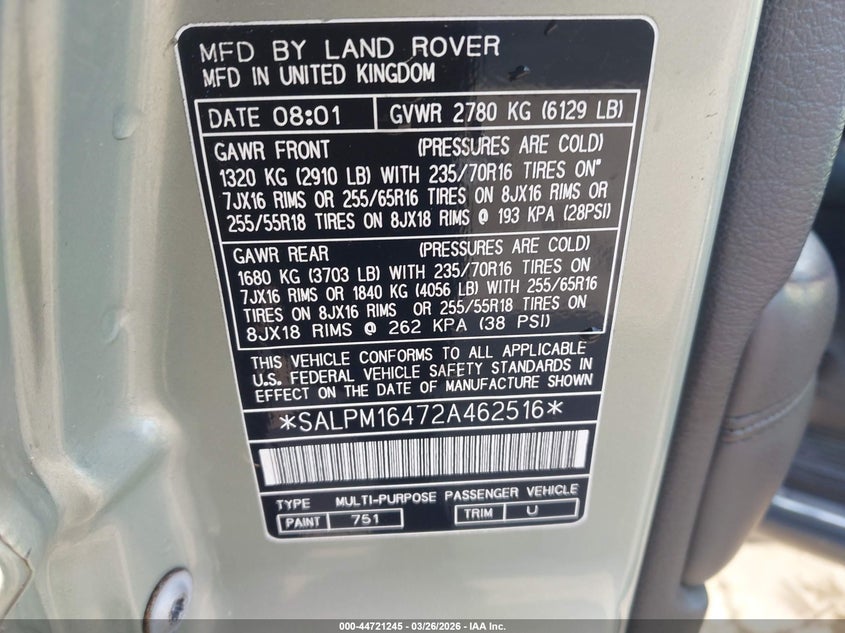 MFD BY LAND ROVER
MFD IN UNITED KINGDOM
DATE 08:01 GVWR 2780 KG (6129 LB)
GAWR FRONT (PRESSURES ARE COLD)
1320 KG (2910 LB) WITH 235/70R16 TIRES ON
7JX16 RIMS OR 255/65R16 TIRES ON 8JX16 RIMS OR
255/55R18 TIRES ON 8JX18 RIMS @ 193 KPA (28PSI)
GAWR REAR (PRESSURES ARE COLD)
1680 KG (3703 LB) WITH 235/70R16 TIRES ON
7JX16 RIMS OR 1840 KG (4056 LB) WITH 255/65R16
TIRES ON 8JX16 RIMS OR 255/55R18 TIRES ON
8JX18 RIMS @ 262 KPA (38 PSI)
THIS VEHICLE CONFORMS TO ALL APPLICABLE
U.S. FEDERAL VEHICLE SAFETY STANDARDS IN
EFFECT ON THE DATE OF MANUFACTURE SHOWN
*SALPM16472A462516*
TYPE MULTI-PURPOSE PASSENGER VEHICLE
PAINT 751 TRIM U
000-44721245 - 03/26/2026 - IAA Inc.